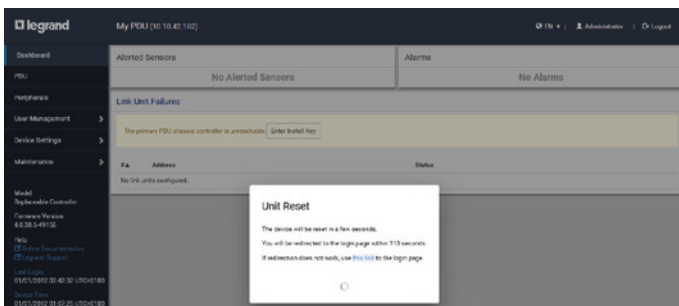 legrand
My PDU (10.10.42.162)
EN
Administrator
Logout
Dashboard
PDU
Peripherals
User Management
Device Settings
Maintenance
Alerted Sensors
No Alerted Sensors
Alarms
No Alarms
Link Unit Failures
The primary PDU chassis controller is unreachable. Enter Install Key
# Address
Status
No link units configured.
Model
Replaceable Controller
Firmware Version
Help
Online Documentation
Legrand Support
Last Login
Device Time
Unit Reset
The device will be reset in a few seconds.
You will be redirected to the login page within 113 seconds.
If redirection does not work, use this link to the login page.